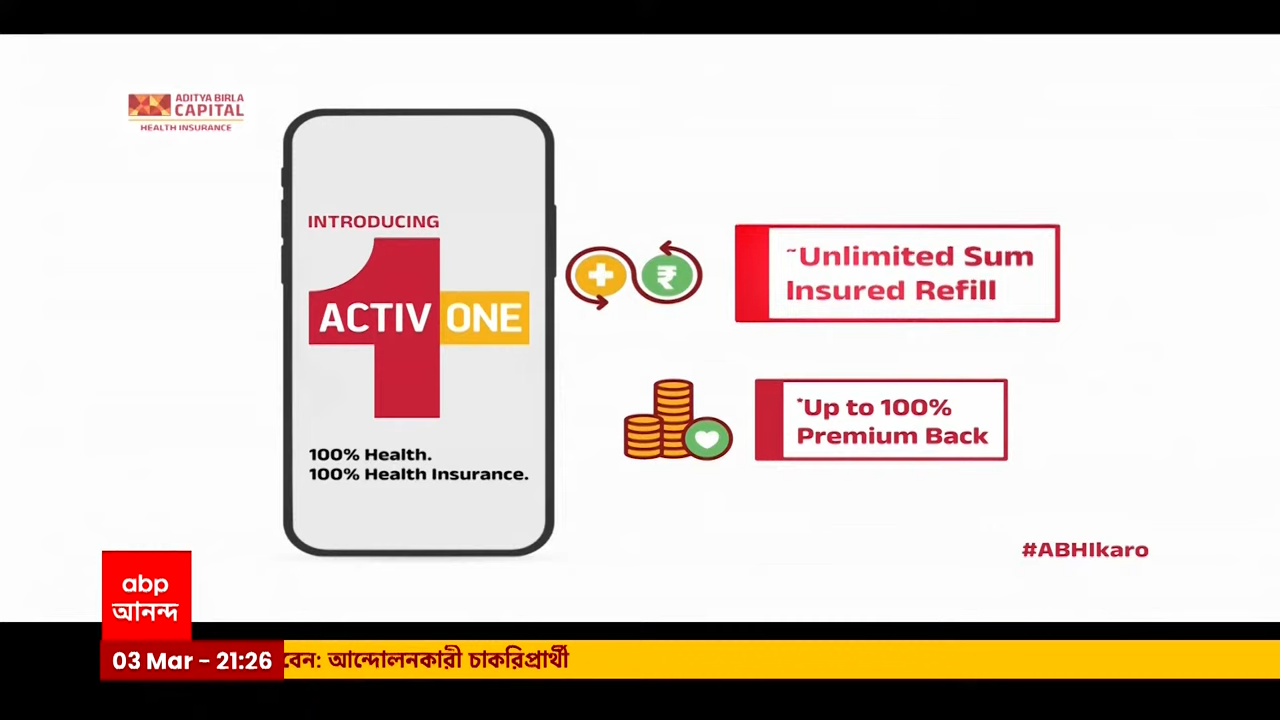 ADITYA BIRLA
CAPITAL
HEALTH INSURANCE
INTRODUCING
1
ACTIV ONE
100% Health.
100% Health Insurance.
~Unlimited Sum
Insured Refill
*Up to 100%
Premium Back
#ABHIkaro
abp
আনন্দ
03 Mar - 21:26
বেন: আন্দোলনকারী চাকরিপ্রার্থী